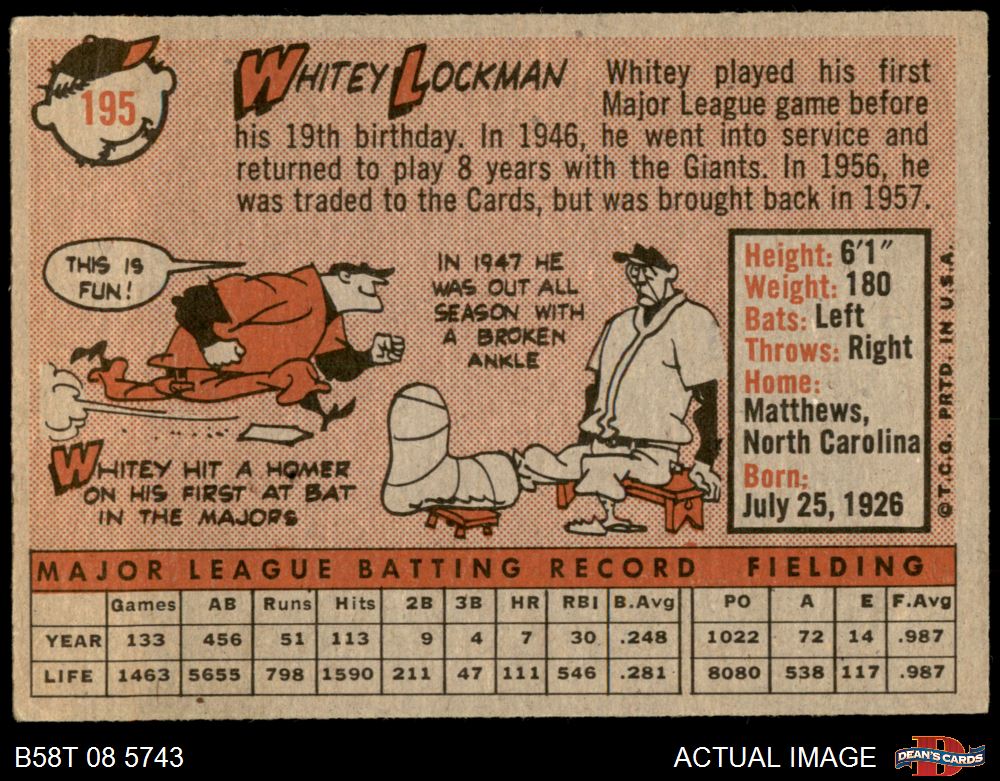 195
WHITEY LOCKMAN
Whitey played his first
Major League game before
his 19th birthday. In 1946, he went into service and
returned to play 8 years with the Giants. In 1956, he
was traded to the Cards, but was brought back in 1957.
THIS IS
FUN!
WHITEY HIT A HOMER
ON HIS FIRST AT BAT
IN THE MAJORS
IN 1947 HE
WAS OUT ALL
SEASON WITH
A BROKEN
ANKLE
Height: 6'1"
Weight: 180
Bats: Left
Throws: Right
Home:
Matthews,
North Carolina
Born:
July 25, 1926
© T.C.G. PRTD. IN U.S.A.
MAJOR LEAGUE BATTING RECORD FIELDING
Games AB Runs Hits 2B 3B HR RBI B.Avg PO A E F.Avg
YEAR 133 456 51 113 9 4 7 30 .248 1022 72 14 .987
LIFE 1463 5655 798 1590 211 47 111 546 .281 8080 538 117 .987
B58T 08 5743
ACTUAL IMAGE
D
DEAN'S CARDS